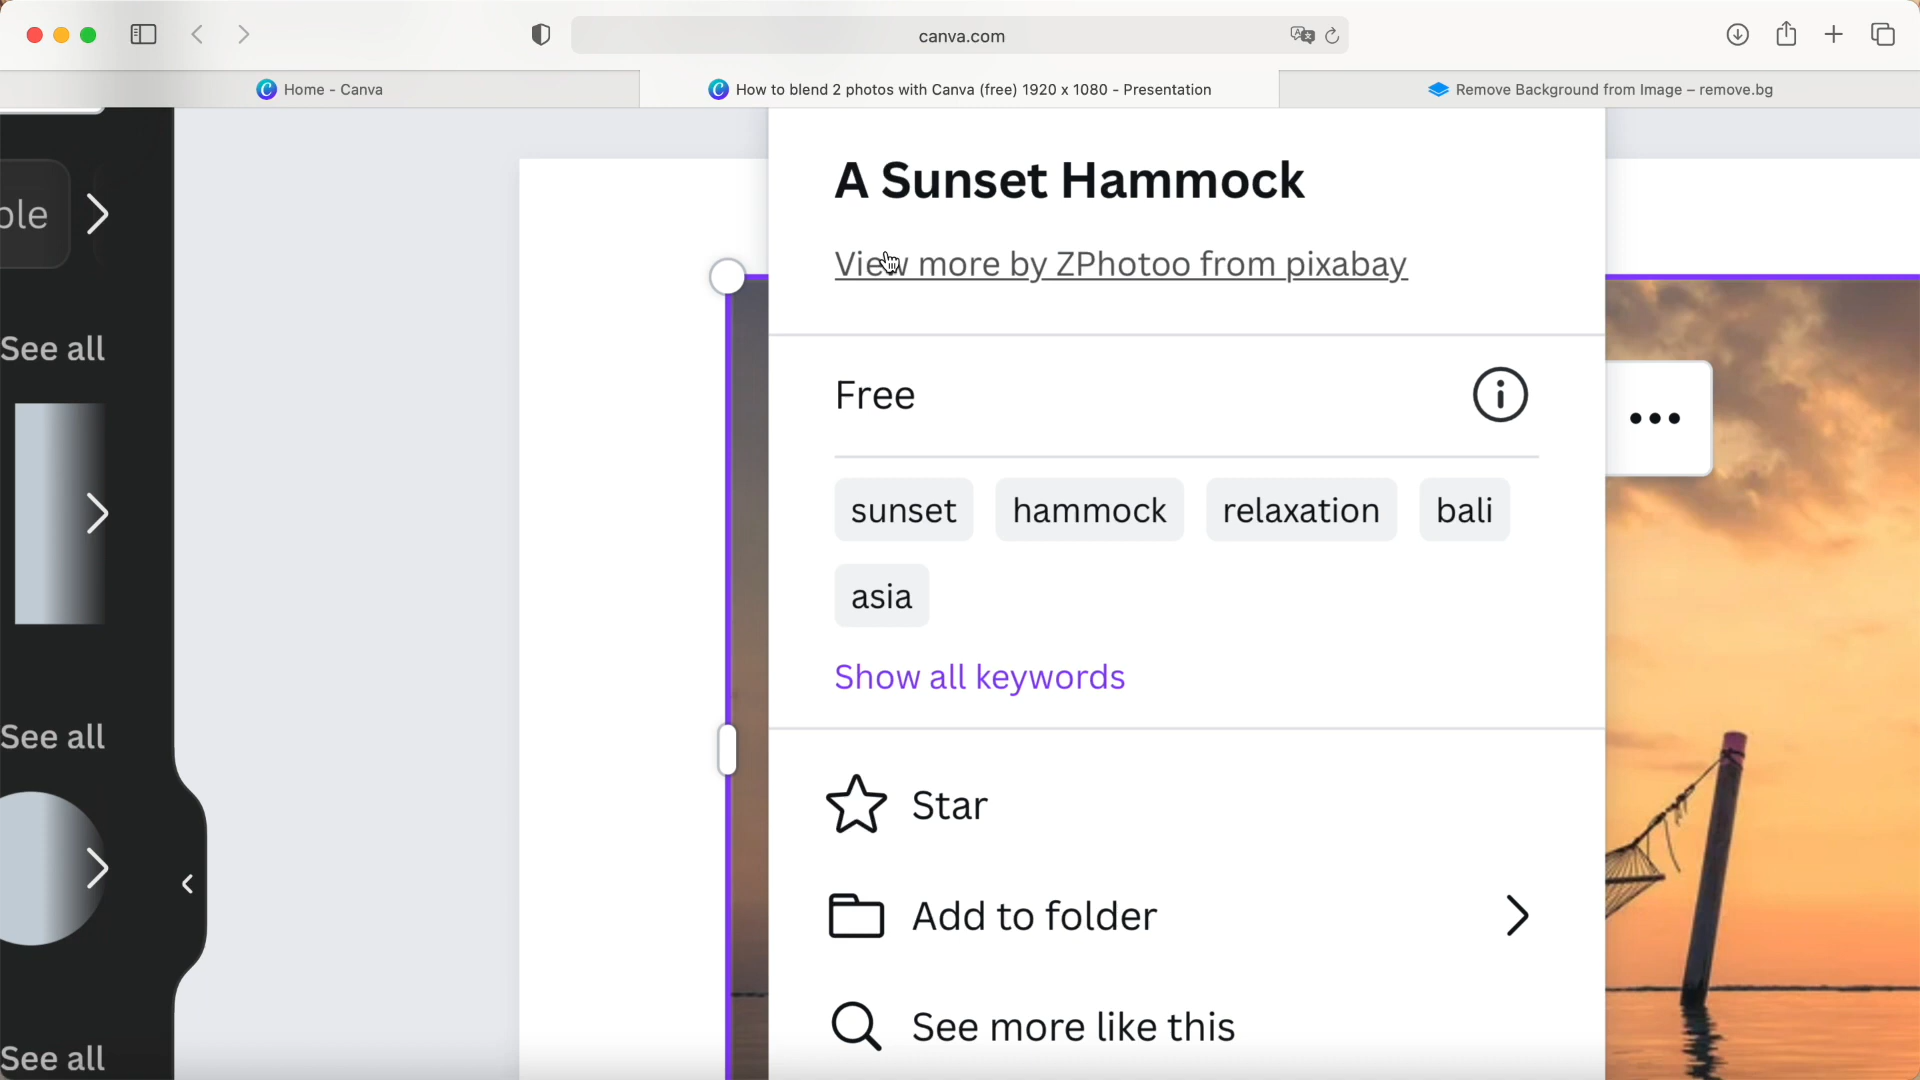 canva.com
Home - Canva
How to blend 2 photos with Canva (free) 1920 x 1080 - Presentation
Remove Background from Image – remove.bg
ple
See all
See all
See all
A Sunset Hammock
View more by ZPhotoo from pixabay
Free
sunset hammock relaxation bali
asia
Show all keywords
Star
Add to folder
See more like this